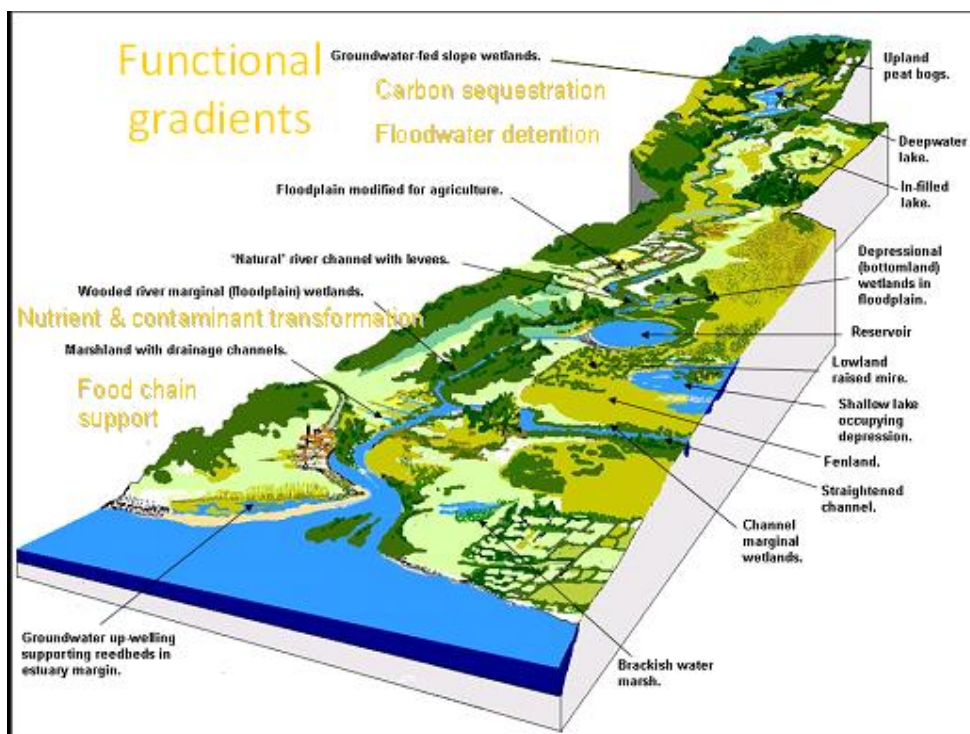 Functional
gradients
Groundwater-fed slope wetlands.
Carbon sequestration
Floodwater detention
Upland
peat bogs.
Deepwater
lake.
In-filled
lake.
Floodplain modified for agriculture.
'Natural' river channel with levees.
Wooded river marginal (floodplain) wetlands.
Nutrient & contaminant transformation
Marshland with drainage channels.
Food chain
support
Depressional
(bottomland)
wetlands in
floodplain.
Reservoir
Lowland
raised mire.
Shallow lake
occupying
depression.
Fenland.
Straightened
channel.
Channel
marginal
wetlands.
Groundwater up-welling
supporting reedbeds in
estuary margin.
Brackish water
marsh.